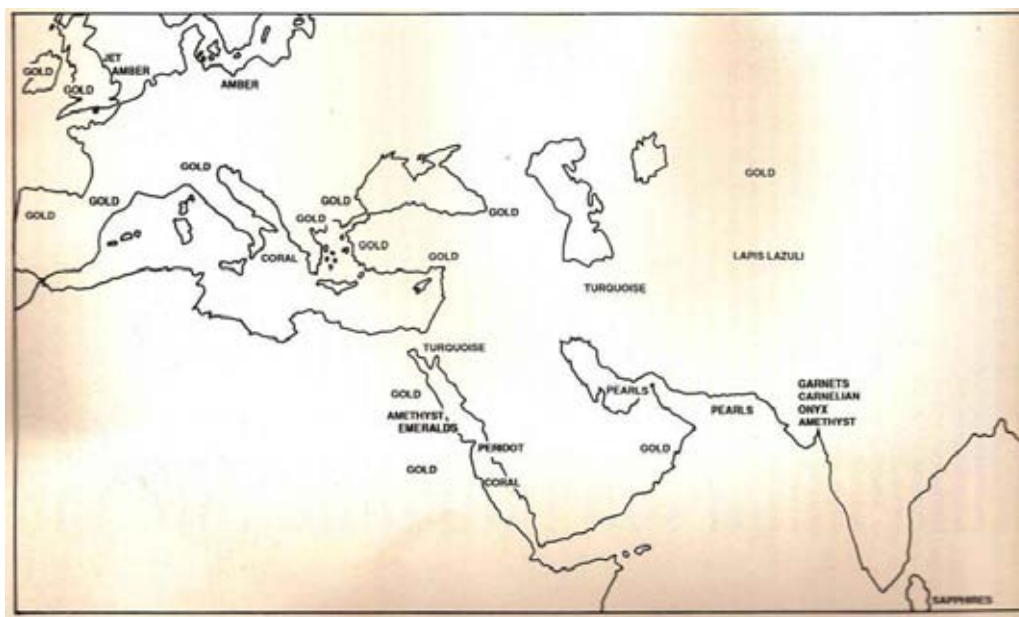 JET
GOLD
AMBER
GOLD
AMBER
GOLD
GOLD
GOLD
GOLD
GOLD
GOLD
GOLD
GOLD
GOLD
CORAL
GOLD
LAPIS LAZULI
TURQUOISE
TURQUOISE
GOLD
PEARLS
GARNETS
CARNELIAN
ONYX
AMETHYST
PEARLS
AMETHYST,
EMERALDS
PERIDOT
GOLD
GOLD
CORAL
SAPPHIRES